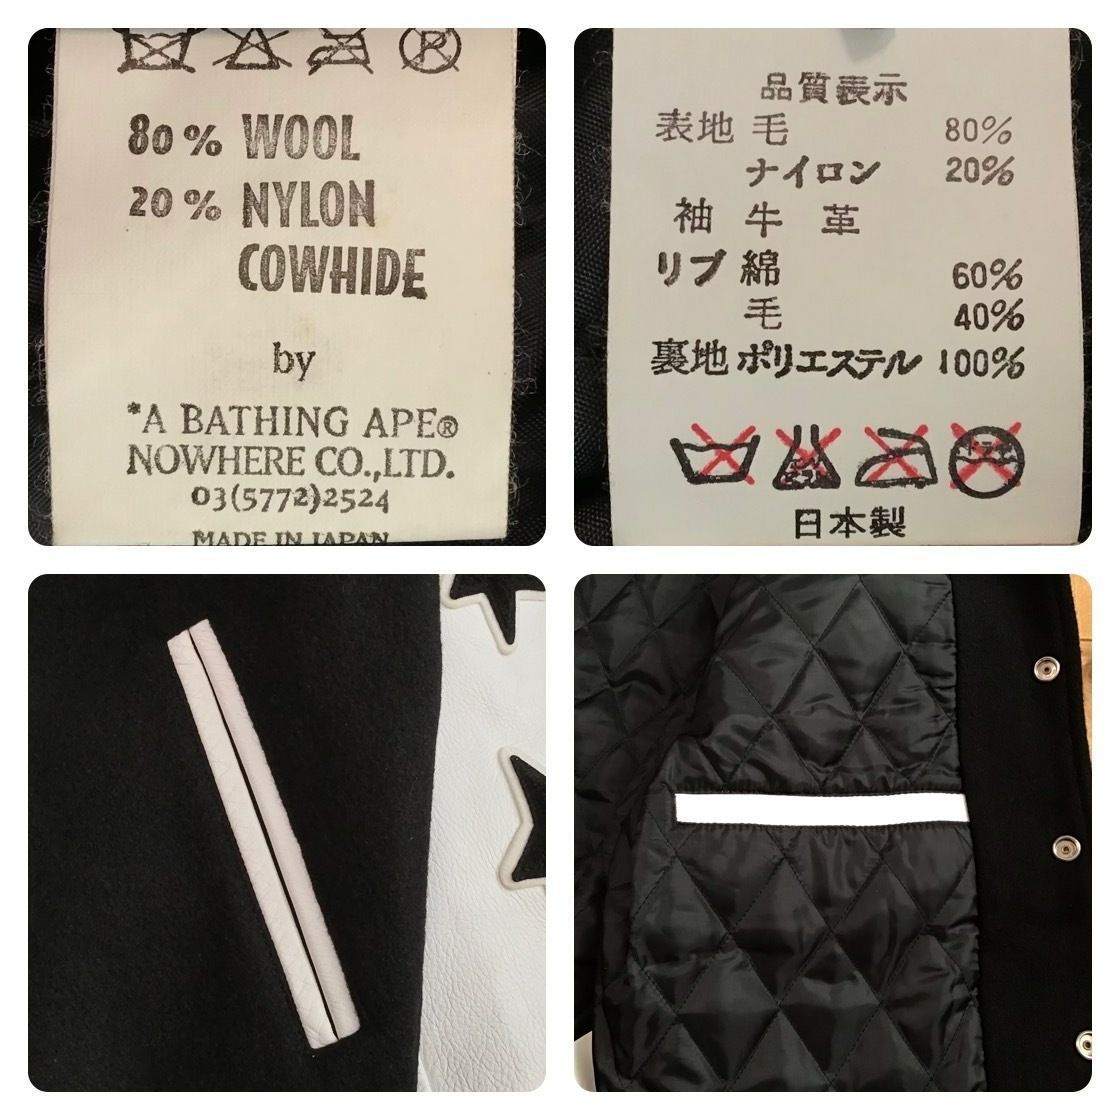 80% WOOL
20% NYLON
COWHIDE
by
*A BATHING APE®
NOWHERE CO.,LTD.
03(5772)2524
MADE IN JAPAN
品質表示
表地 毛 80%
ナイロン 20%
袖 牛 革
リブ 綿 60%
毛 40%
裏地 ポリエステル 100%
日本製